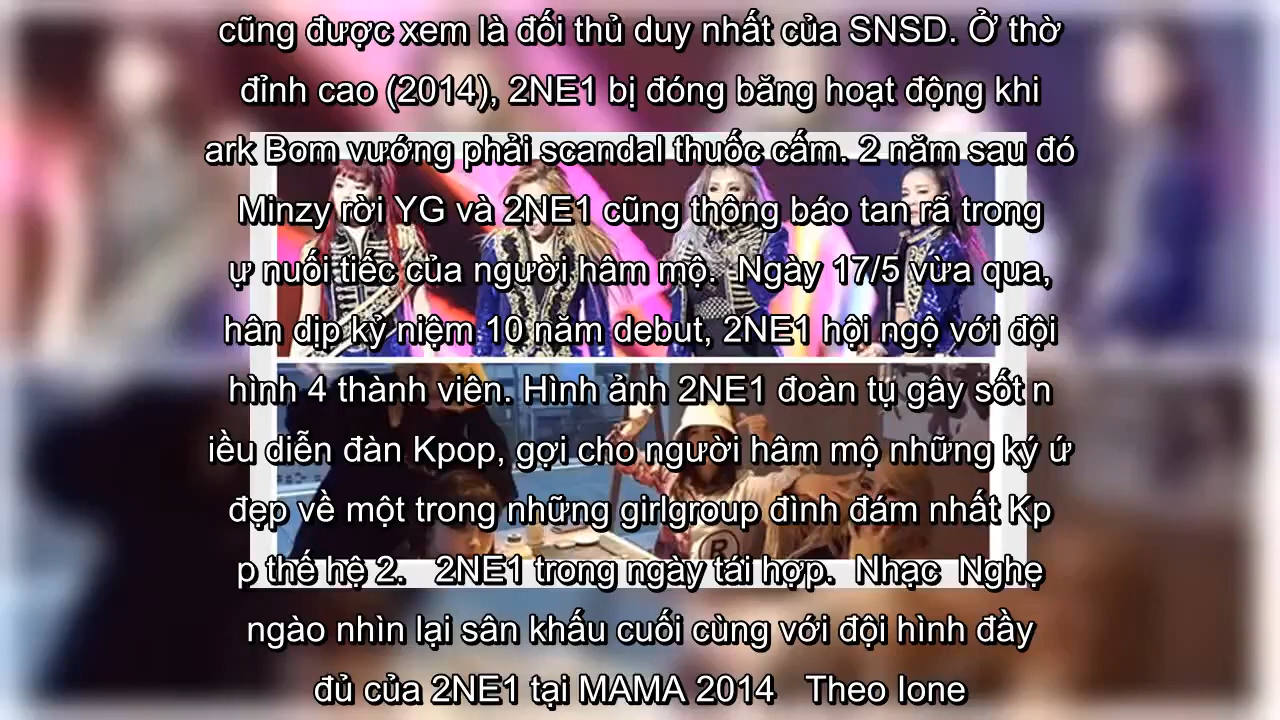 cũng được xem là đối thủ duy nhất của SNSD. Ở thờ
đỉnh cao (2014), 2NE1 bị đóng băng hoạt động khi
ark Bom vướng phải scandal thuốc cấm. 2 năm sau đó
Minzy rời YG và 2NE1 cũng thông báo tan rã trong
ự nuối tiếc của người hâm mộ.  Ngày 17/5 vừa qua,
hân dịp kỷ niệm 10 năm debut, 2NE1 hội ngộ với đội
hình 4 thành viên. Hình ảnh 2NE1 đoàn tụ gây sốt n
iều diễn đàn Kpop, gợi cho người hâm mộ những ký ứ
đẹp về một trong những girlgroup đình đám nhất Kp
p thế hệ 2.   2NE1 trong ngày tái hợp.  Nhạc  Nghẹ
ngào nhìn lại sân khấu cuối cùng với đội hình đầy
đủ của 2NE1 tại MAMA 2014   Theo Ione
R